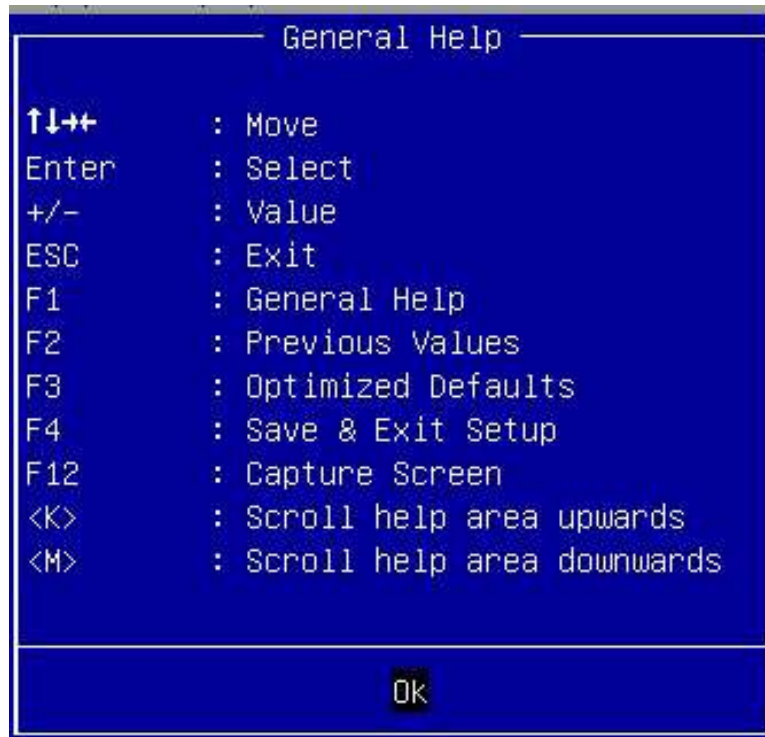 General Help
↑↓→← : Move
Enter : Select
+/- : Value
ESC : Exit
F1 : General Help
F2 : Previous Values
F3 : Optimized Defaults
F4 : Save & Exit Setup
F12 : Capture Screen
<K> : Scroll help area upwards
<M> : Scroll help area downwards
Ok